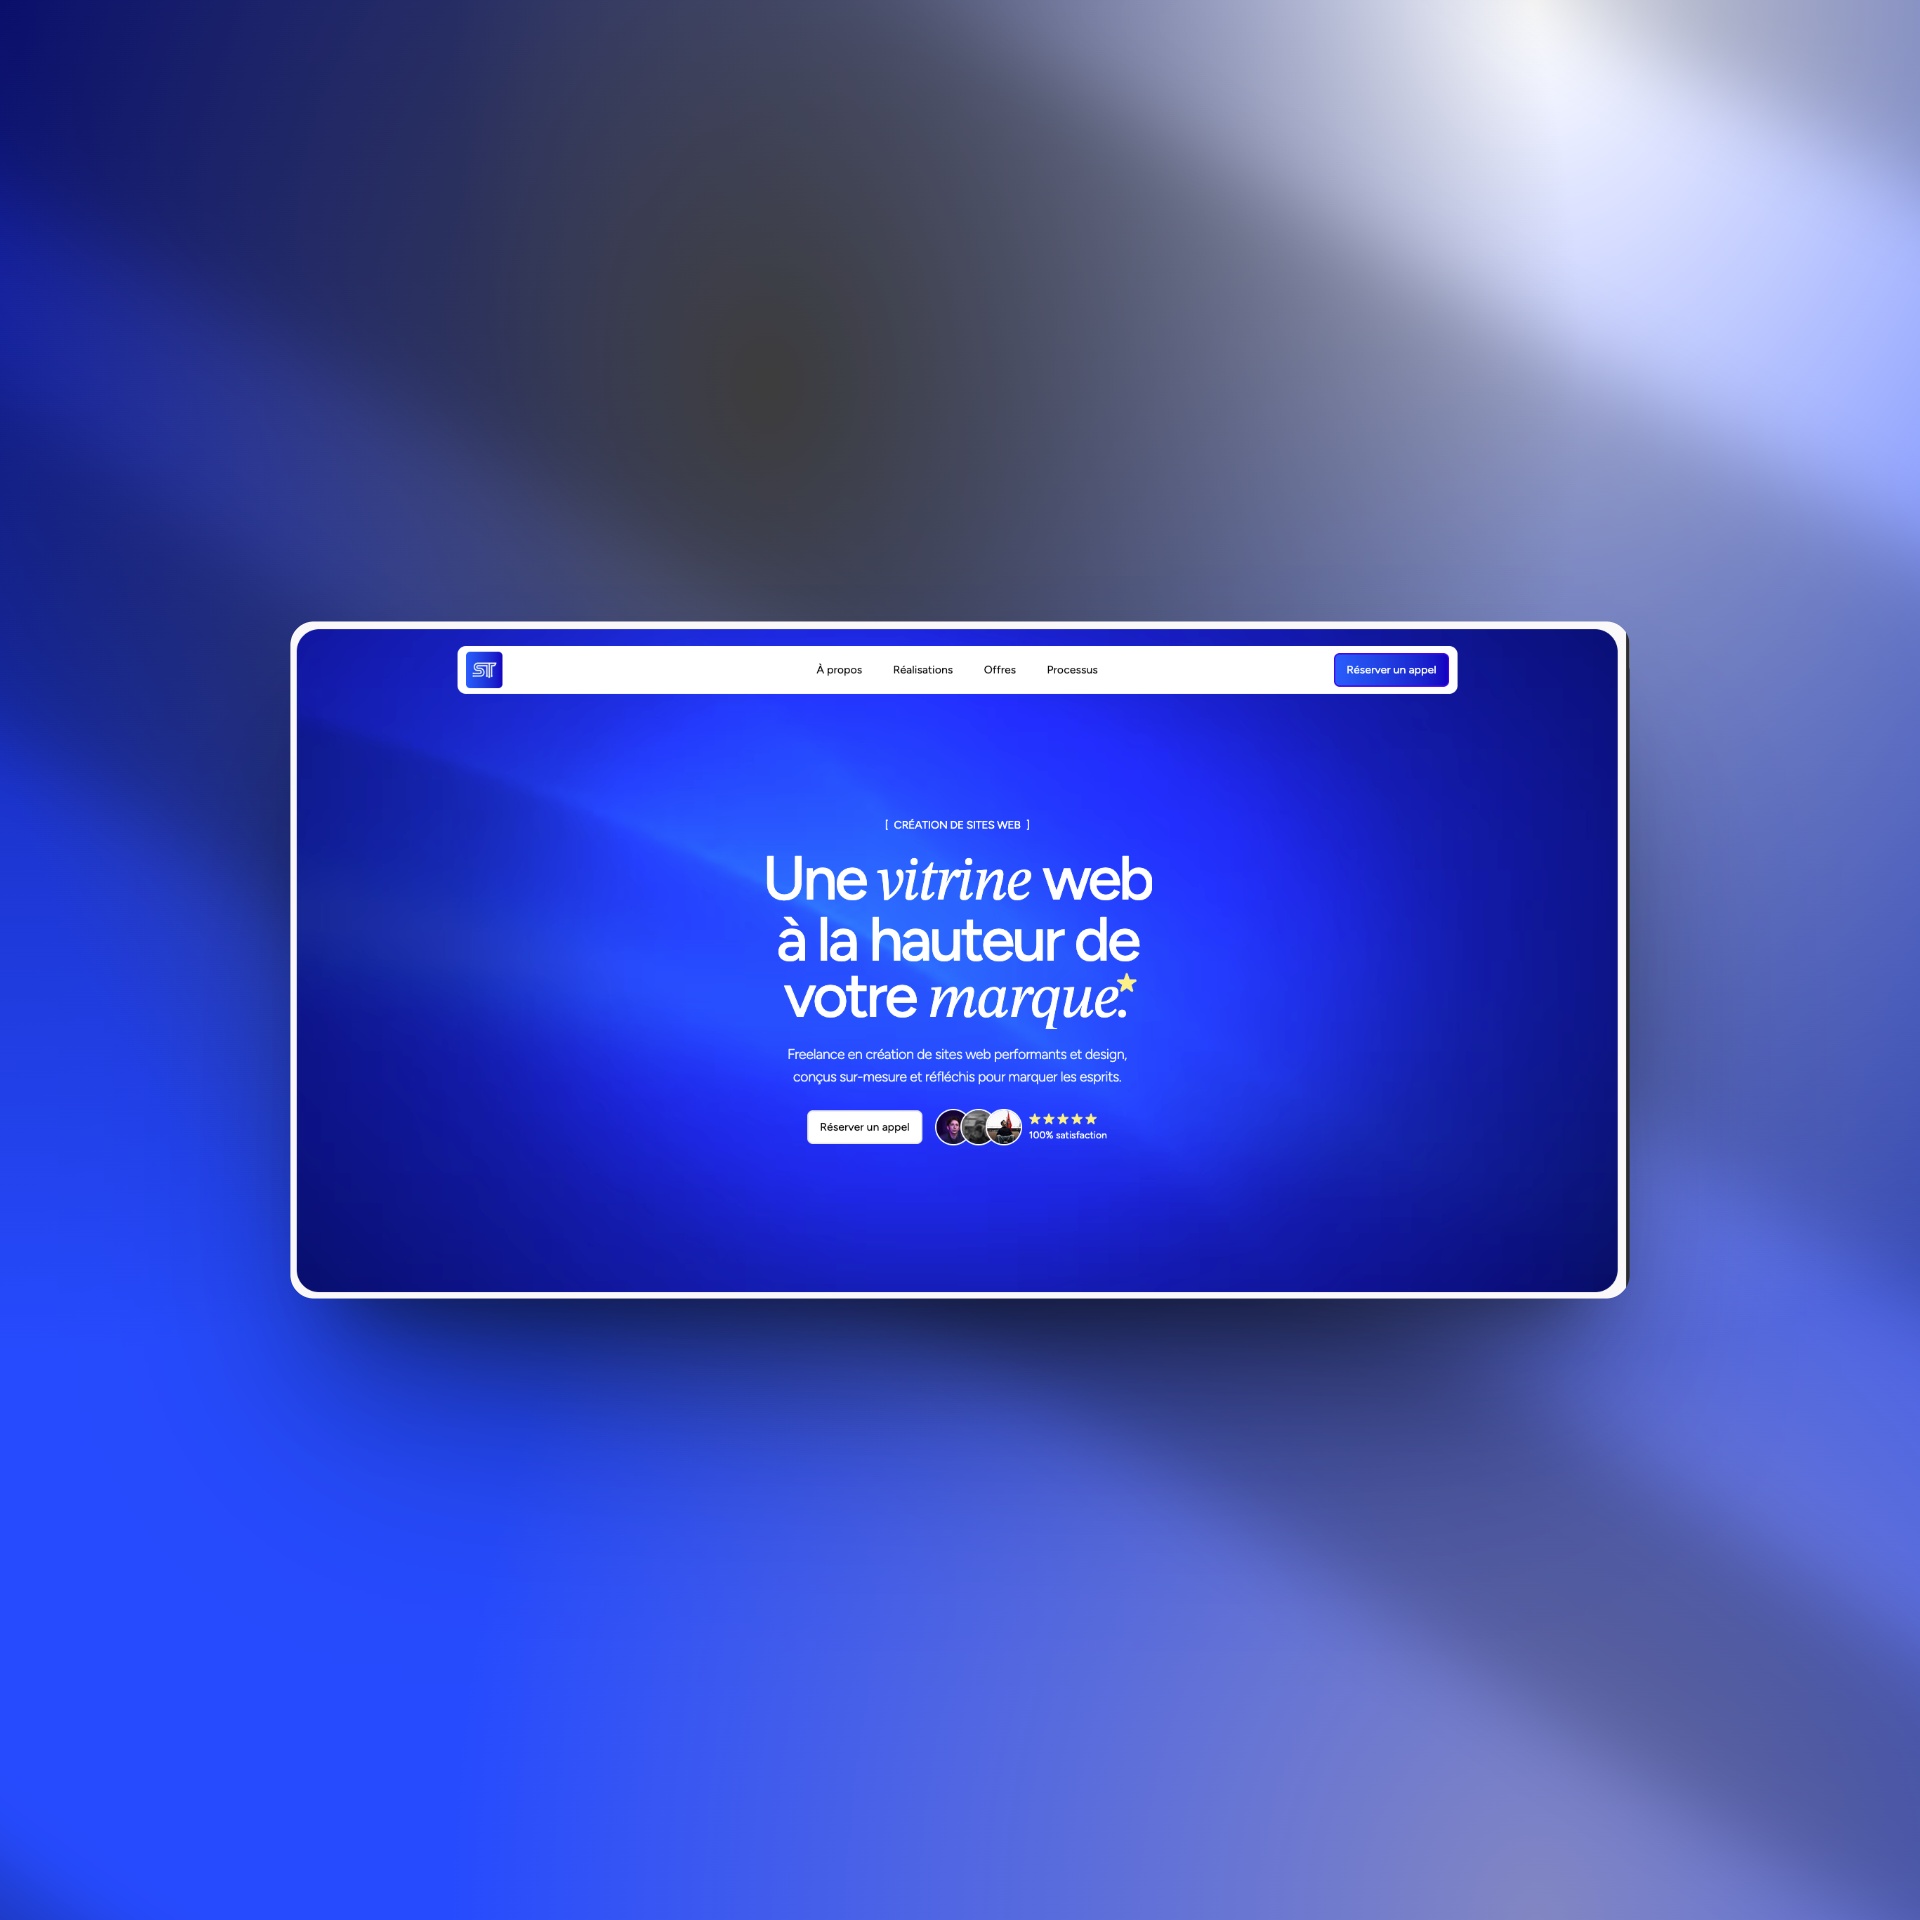 ST
À propos
Réalisations
Offres
Processus
Réserver un appel
[ CRÉATION DE SITES WEB ]
Une vitrine web
à la hauteur de
votre marque.
Freelance en création de sites web performants et design,
conçus sur-mesure et réfléchis pour marquer les esprits.
Réserver un appel
100% satisfaction